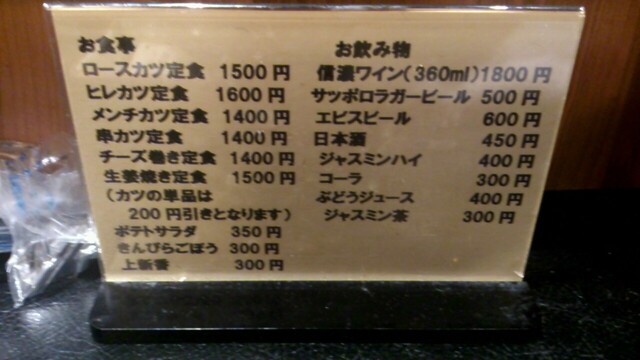 お食事
ロースカツ定食 1500円
ヒレカツ定食 1600円
メンチカツ定食 1400円
串カツ定食 1400円
チーズ巻き定食 1400円
生姜焼き定食 1500円
(カツの単品は
200円引きとなります)
ポテトサラダ 350円
きんぴらごぼう 300円
上新香 300円
お飲み物
信濃ワイン(360ml)1800円
サッポロラガービール 500円
エビスビール 600円
日本酒 450円
ジャスミンハイ 400円
コーラ 300円
ぶどうジュース 400円
ジャスミン茶 300円